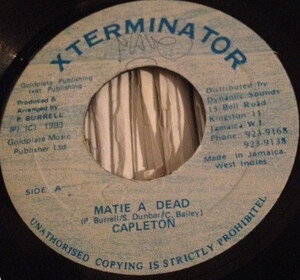 XTERMINATOR
Goldplate Publishing
Produced &
Arranged by
P. BURRELL
(P) (C) 1993
Goldplate Music
Publisher Ltd
Distributed by
Dynamic Sounds
15 Bell Road
Kingston 11
Jamaica W.I.
Phone: 923-9168
923-9138
Made in Jamaica,
West Indies.
SIDE A
MATIE A DEAD
(P. Burrell/S. Dunbar/C. Bailey)
CAPLETON
UNAUTHORISED COPYING IS STRICTLY PROHIBITED